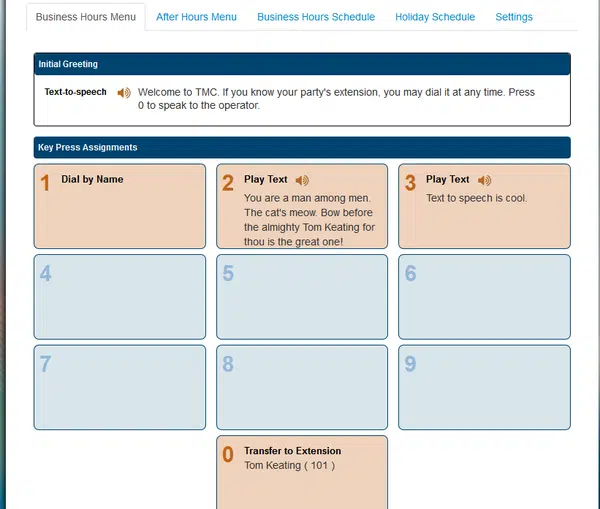 Business Hours Menu After Hours Menu Business Hours Schedule Holiday Schedule Settings
Initial Greeting
Text-to-speech Welcome to TMC. If you know your party's extension, you may dial it at any time. Press
0 to speak to the operator.
Key Press Assignments
1 Dial by Name
2 Play Text
You are a man among men.
The cat's meow. Bow before
the almighty Tom Keating for
thou is the great one!
3 Play Text
Text to speech is cool.
4
5
6
7
8
9
0 Transfer to Extension
Tom Keating ( 101 )